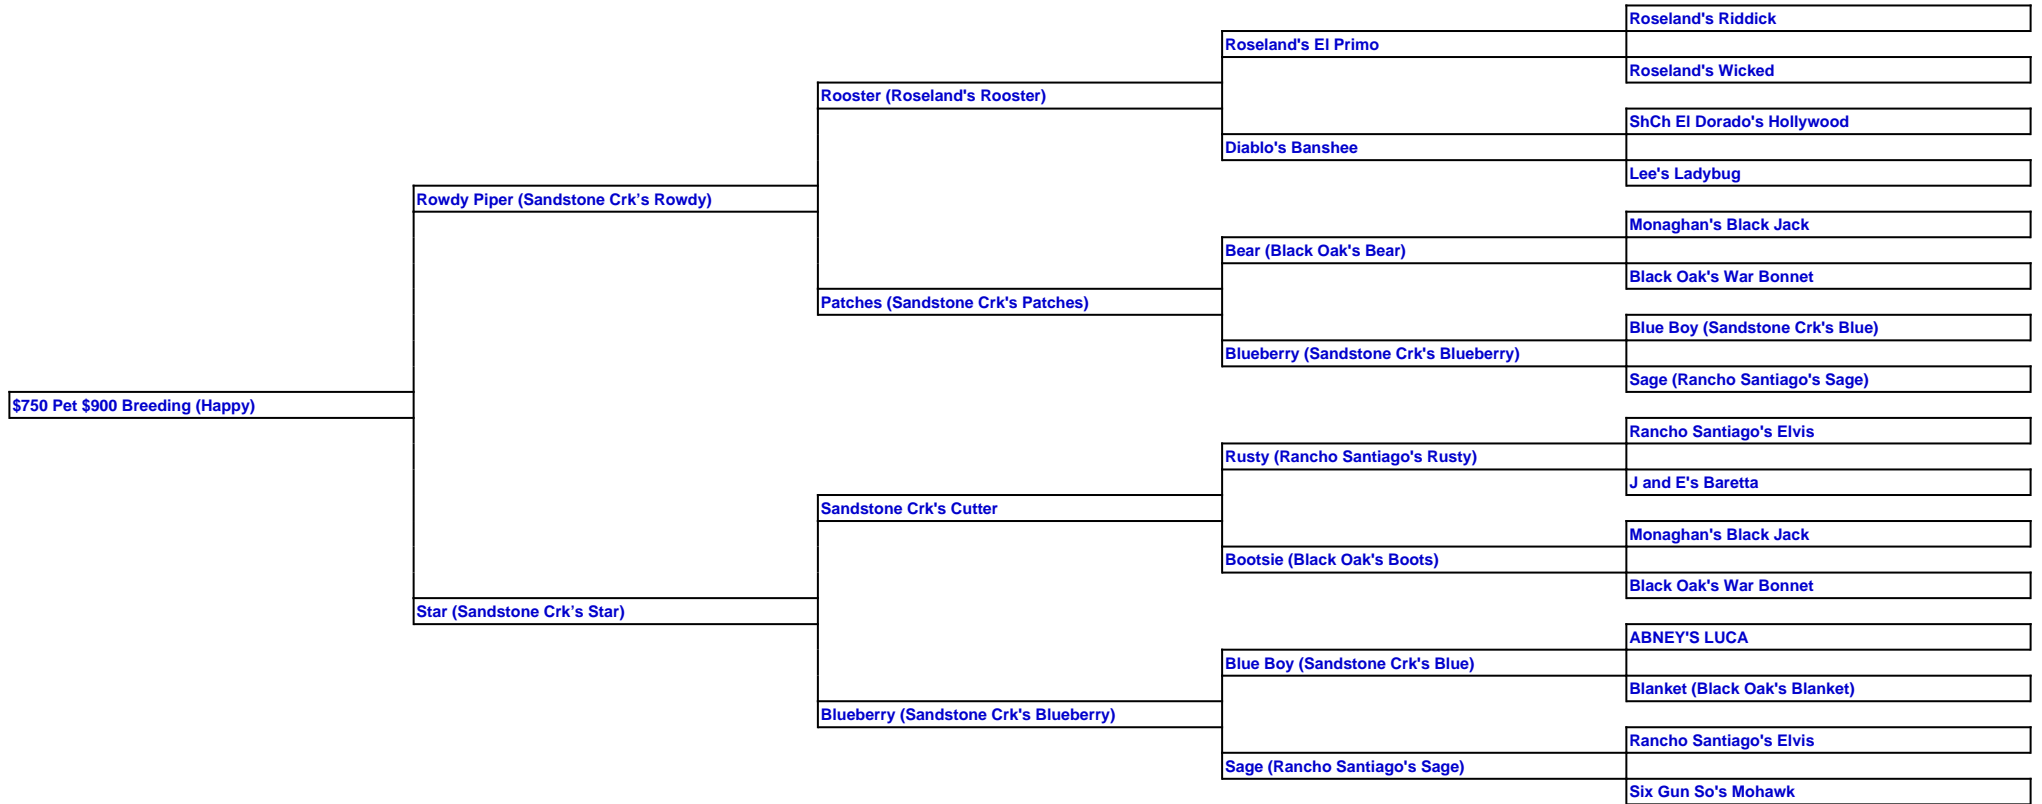 Roseland's Riddick
Roseland's El Primo
Roseland's Wicked
Rooster (Roseland's Rooster)
ShCh El Dorado's Hollywood
Diablo's Banshee
Lee's Ladybug
Rowdy Piper (Sandstone Crk’s Rowdy)
Monaghan's Black Jack
Bear (Black Oak's Bear)
Black Oak's War Bonnet
Patches (Sandstone Crk's Patches)
Blue Boy (Sandstone Crk's Blue)
Blueberry (Sandstone Crk's Blueberry)
Sage (Rancho Santiago's Sage)
$750 Pet $900 Breeding (Happy)
Rancho Santiago's Elvis
Rusty (Rancho Santiago's Rusty)
J and E's Baretta
Sandstone Crk's Cutter
Monaghan's Black Jack
Bootsie (Black Oak's Boots)
Black Oak's War Bonnet
Star (Sandstone Crk’s Star)
ABNEY'S LUCA
Blue Boy (Sandstone Crk's Blue)
Blanket (Black Oak's Blanket)
Blueberry (Sandstone Crk's Blueberry)
Rancho Santiago's Elvis
Sage (Rancho Santiago's Sage)
Six Gun So's Mohawk